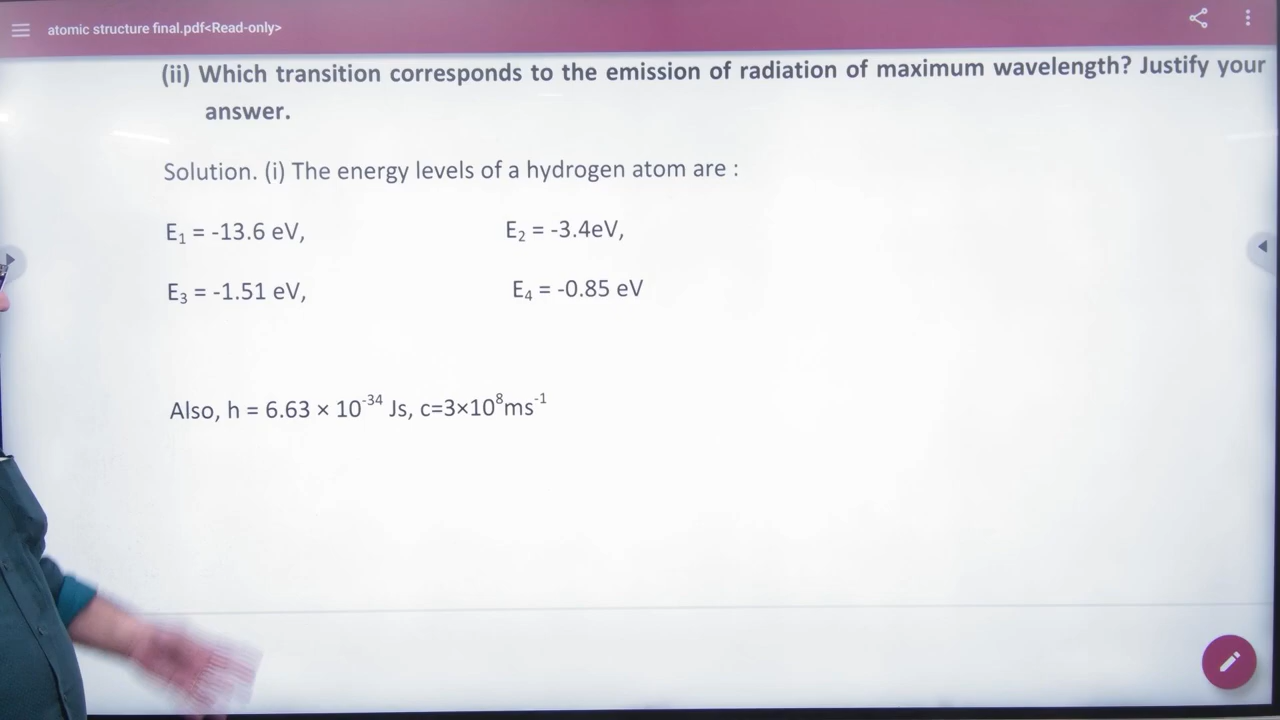 atomic structure final.pdf<Read-only>
(ii) Which transition corresponds to the emission of radiation of maximum wavelength? Justify your
answer.
Solution. (i) The energy levels of a hydrogen atom are :
E₁ = -13.6 eV, E₂ = -3.4eV,
E₃ = -1.51 eV, E₄ = -0.85 eV
Also, h = 6.63 × 10⁻³⁴ Js, c=3×10⁸ms⁻¹